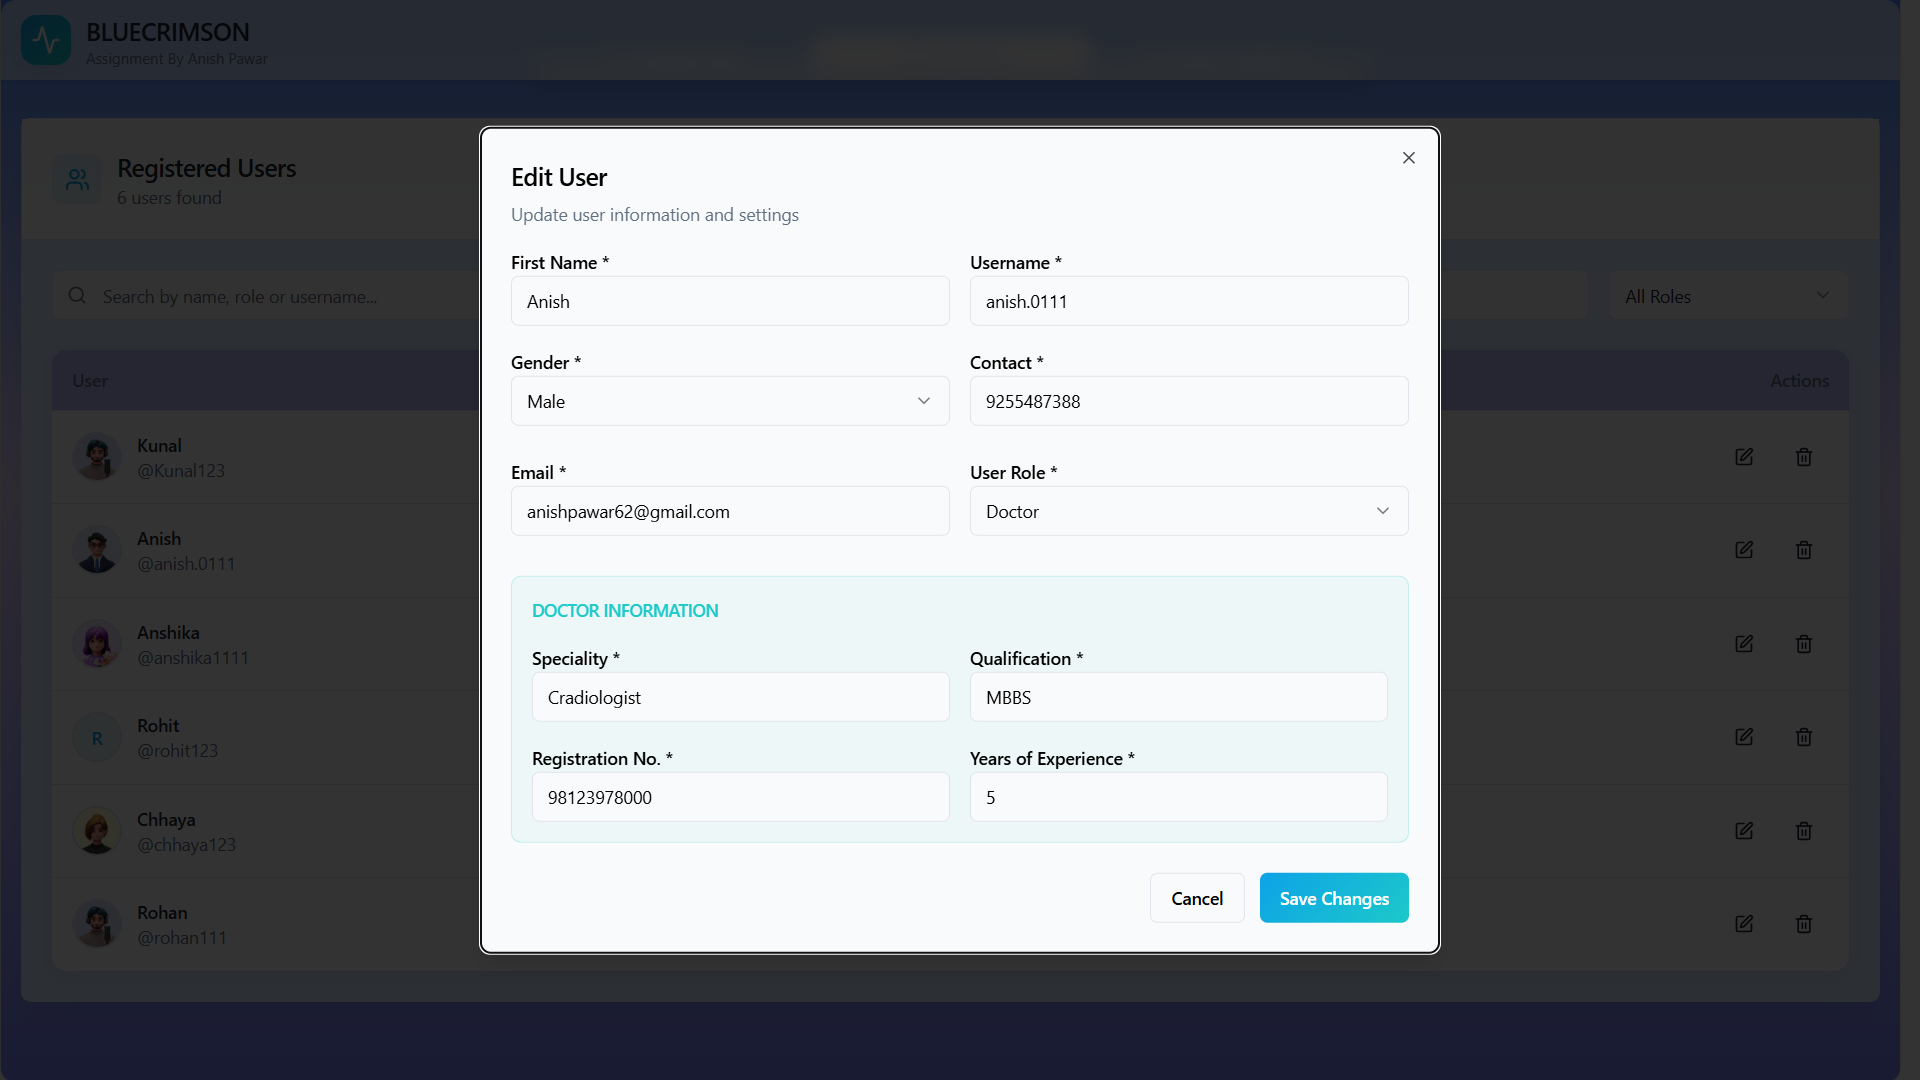 BLUECRIMSON
Assignment By Anish Pawar
Registered Users
6 users found
Search by name, role or username...
All Roles
User
Actions
Kunal
@Kunal123
Anish
@anish.0111
Anshika
@anshika1111
R
Rohit
@rohit123
Chhaya
@chhaya123
Rohan
@rohan111
Edit User
Update user information and settings
First Name *
Username *
Anish
anish.0111
Gender *
Contact *
Male
9255487388
Email *
User Role *
anishpawar62@gmail.com
Doctor
DOCTOR INFORMATION
Speciality *
Qualification *
Cradiologist
MBBS
Registration No. *
Years of Experience *
98123978000
5
Cancel
Save Changes